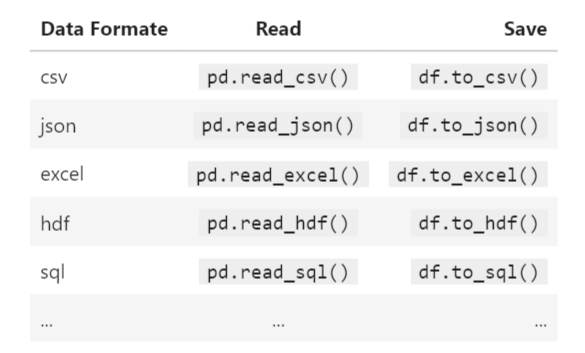 Data Formate Read Save
csv pd.read_csv() df.to_csv()
json pd.read_json() df.to_json()
excel pd.read_excel() df.to_excel()
hdf pd.read_hdf() df.to_hdf()
sql pd.read_sql() df.to_sql()
... ... ...